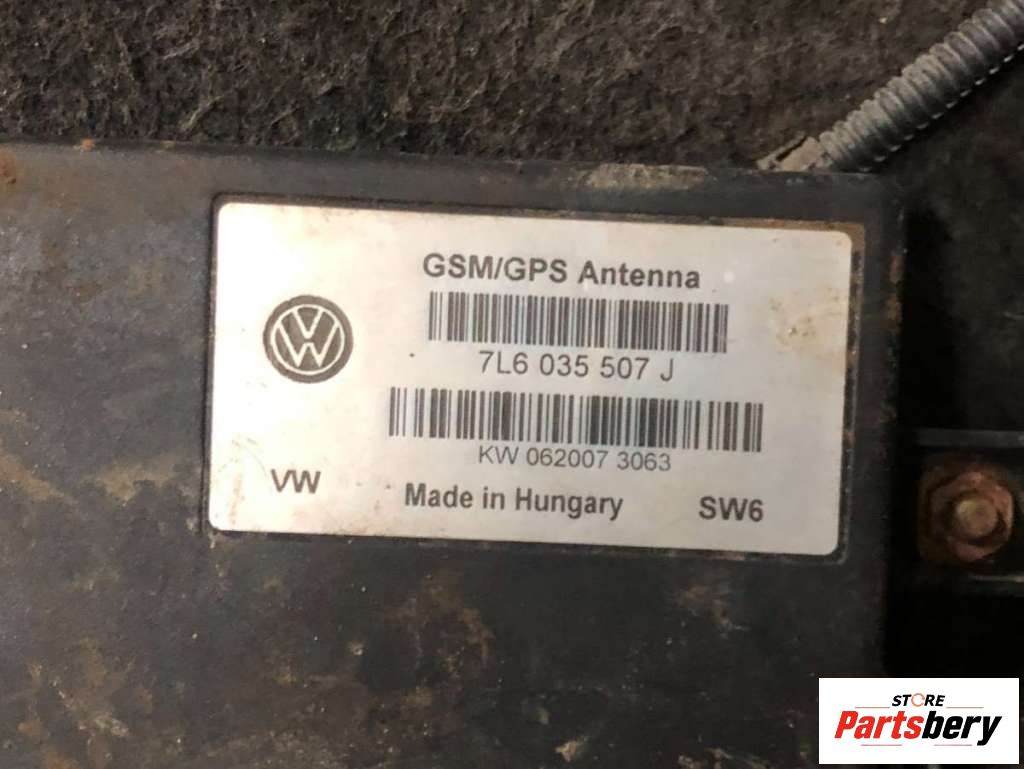 GSM/GPS Antenna
7L6 035 507 J
KW 062007 3063
VW
Made in Hungary
SW6
STORE
Partsbery